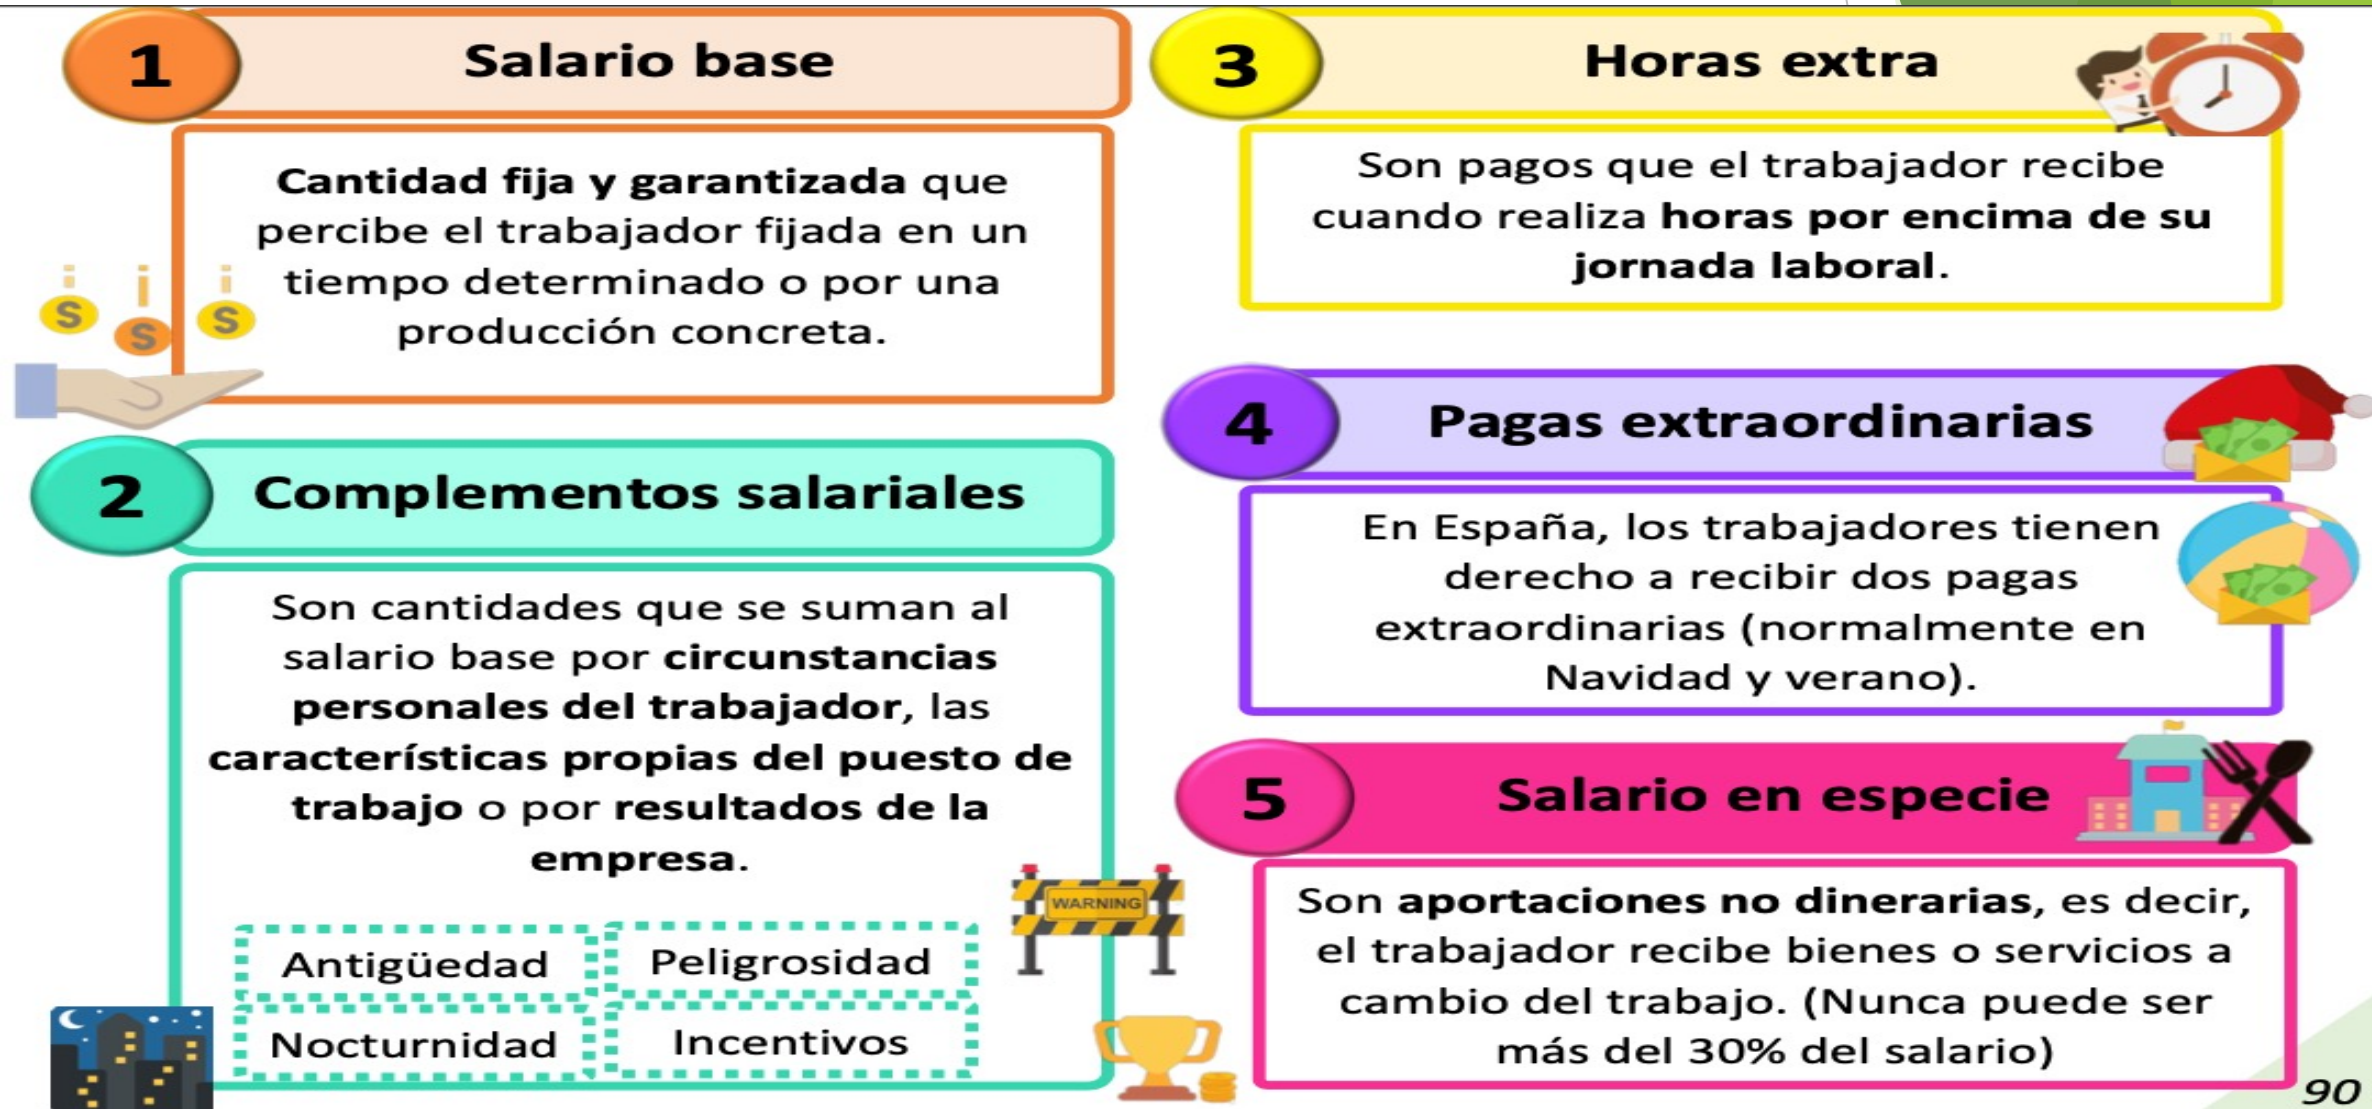 1
Salario base
Cantidad fija y garantizada que
percibe el trabajador fijada en un
tiempo determinado o por una
producción concreta.
S S S
2
Complementos salariales
Son cantidades que se suman al
salario base por circunstancias
personales del trabajador, las
características propias del puesto de
trabajo o por resultados de la
empresa.
WARNING
Antigüedad
Peligrosidad
Nocturnidad
Incentivos
3
Horas extra
Son pagos que el trabajador recibe
cuando realiza horas por encima de su
jornada laboral.
4
Pagas extraordinarias
En España, los trabajadores tienen
derecho a recibir dos pagas
extraordinarias (normalmente en
Navidad y verano).
5
Salario en especie
Son aportaciones no dinerarias, es decir,
el trabajador recibe bienes o servicios a
cambio del trabajo. (Nunca puede ser
más del 30% del salario)
90